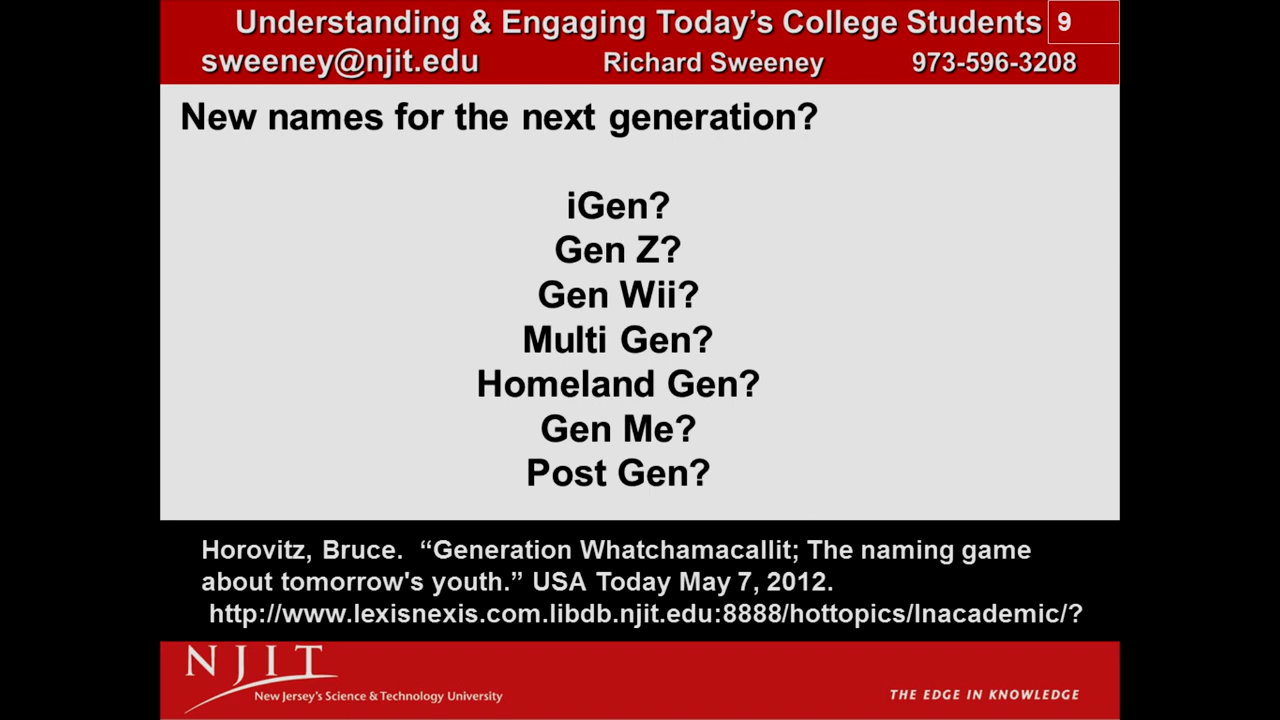 Understanding & Engaging Today's College Students 9
sweeney@njit.edu Richard Sweeney 973-596-3208
New names for the next generation?
iGen?
Gen Z?
Gen Wii?
Multi Gen?
Homeland Gen?
Gen Me?
Post Gen?
Horovitz, Bruce. “Generation Whatchamacallit; The naming game
about tomorrow's youth.” USA Today May 7, 2012.
http://www.lexisnexis.com.libdb.njit.edu:8888/hottopics/lnacademic/?
NJIT
New Jersey's Science & Technology University
THE EDGE IN KNOWLEDGE